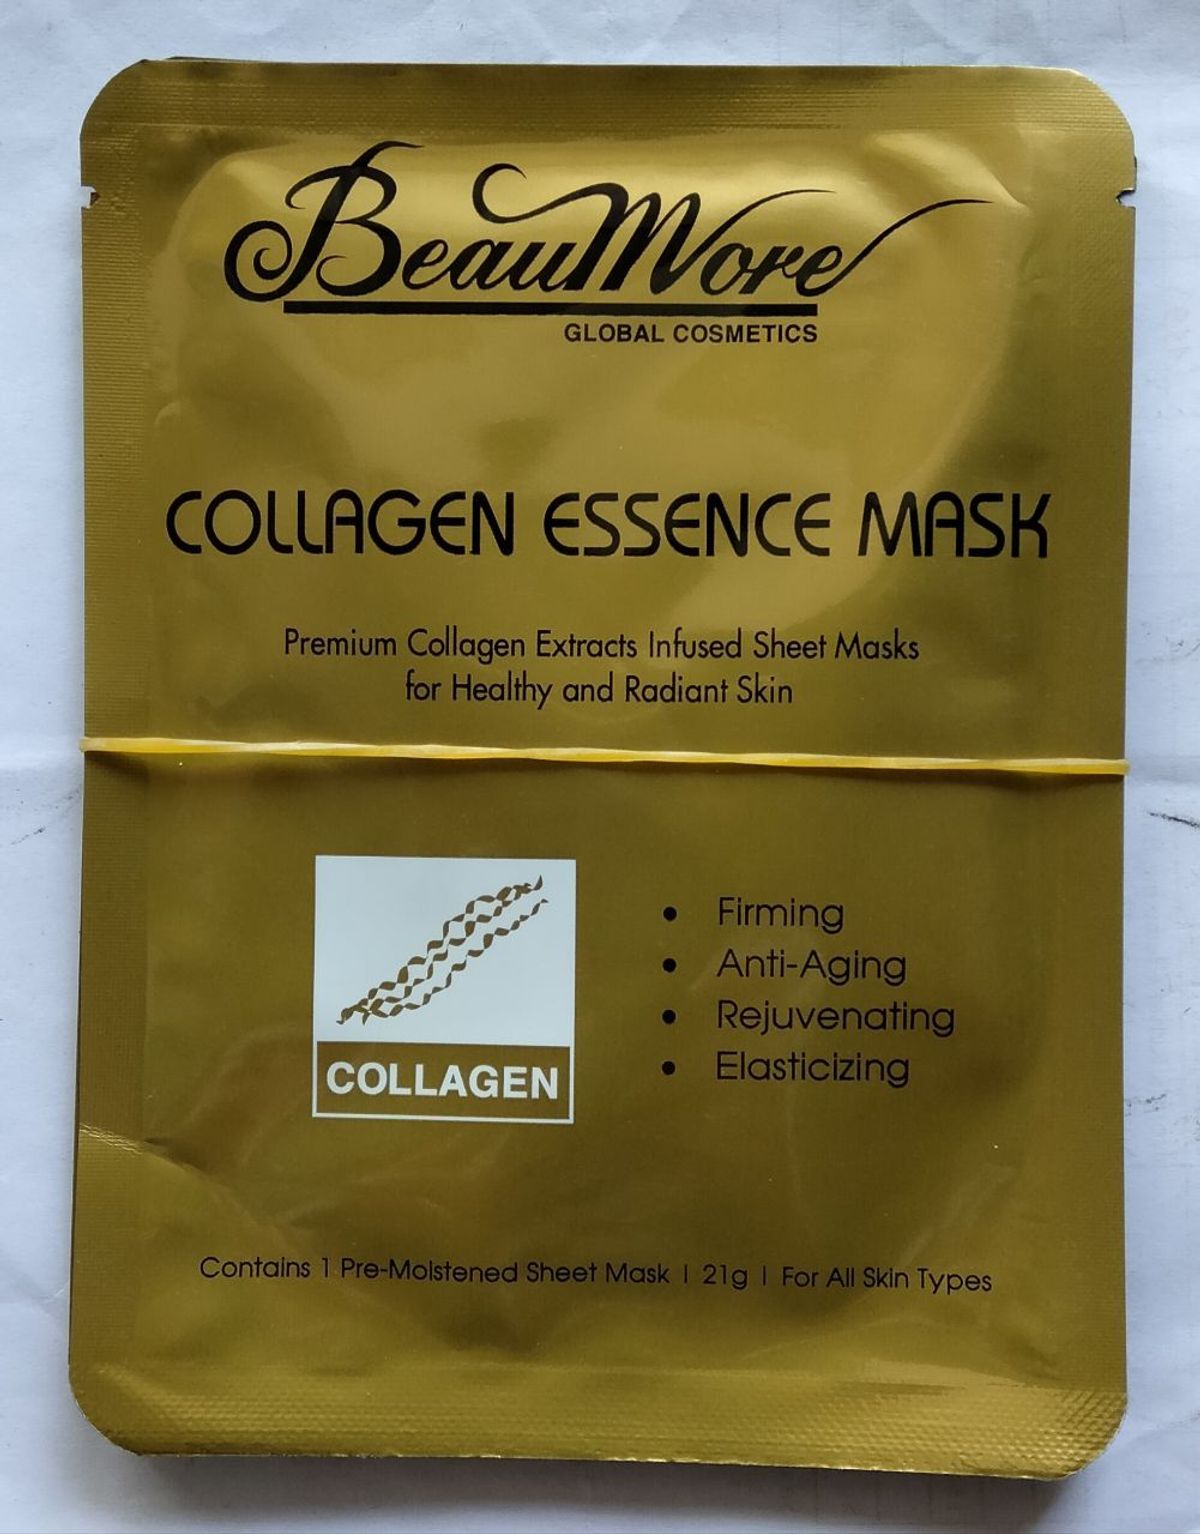 BeauMore
GLOBAL COSMETICS
COLLAGEN ESSENCE MASK
Premium Collagen Extracts Infused Sheet Masks
for Healthy and Radiant Skin
COLLAGEN
• Firming
• Anti-Aging
• Rejuvenating
• Elasticizing
Contains 1 Pre-Moistened Sheet Mask | 21g | For All Skin Types